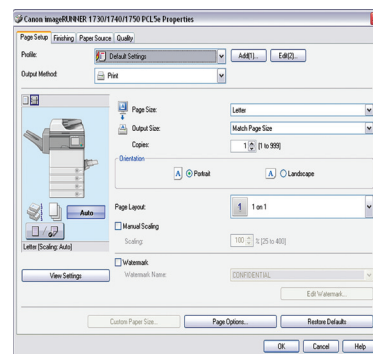 Canon imageRUNNER 1730/1740/1750 PCL5e Properties
Page Setup Finishing Paper Source Quality
Profile: Default Settings Add(1)... Edit(2)...
Output Method: Print
Page Size: Letter
Output Size: Match Page Size
Copies: 1 [1 to 999]
Orientation
A Portrait A Landscape
Auto
Page Layout: 1 1 on 1
Manual Scaling
Letter [Scaling: Auto]
Scaling: 100 % [25 to 400]
View Settings
Watermark
Watermark Name: CONFIDENTIAL
Edit Watermark...
Custom Paper Size... Page Options... Restore Defaults
OK Cancel Help